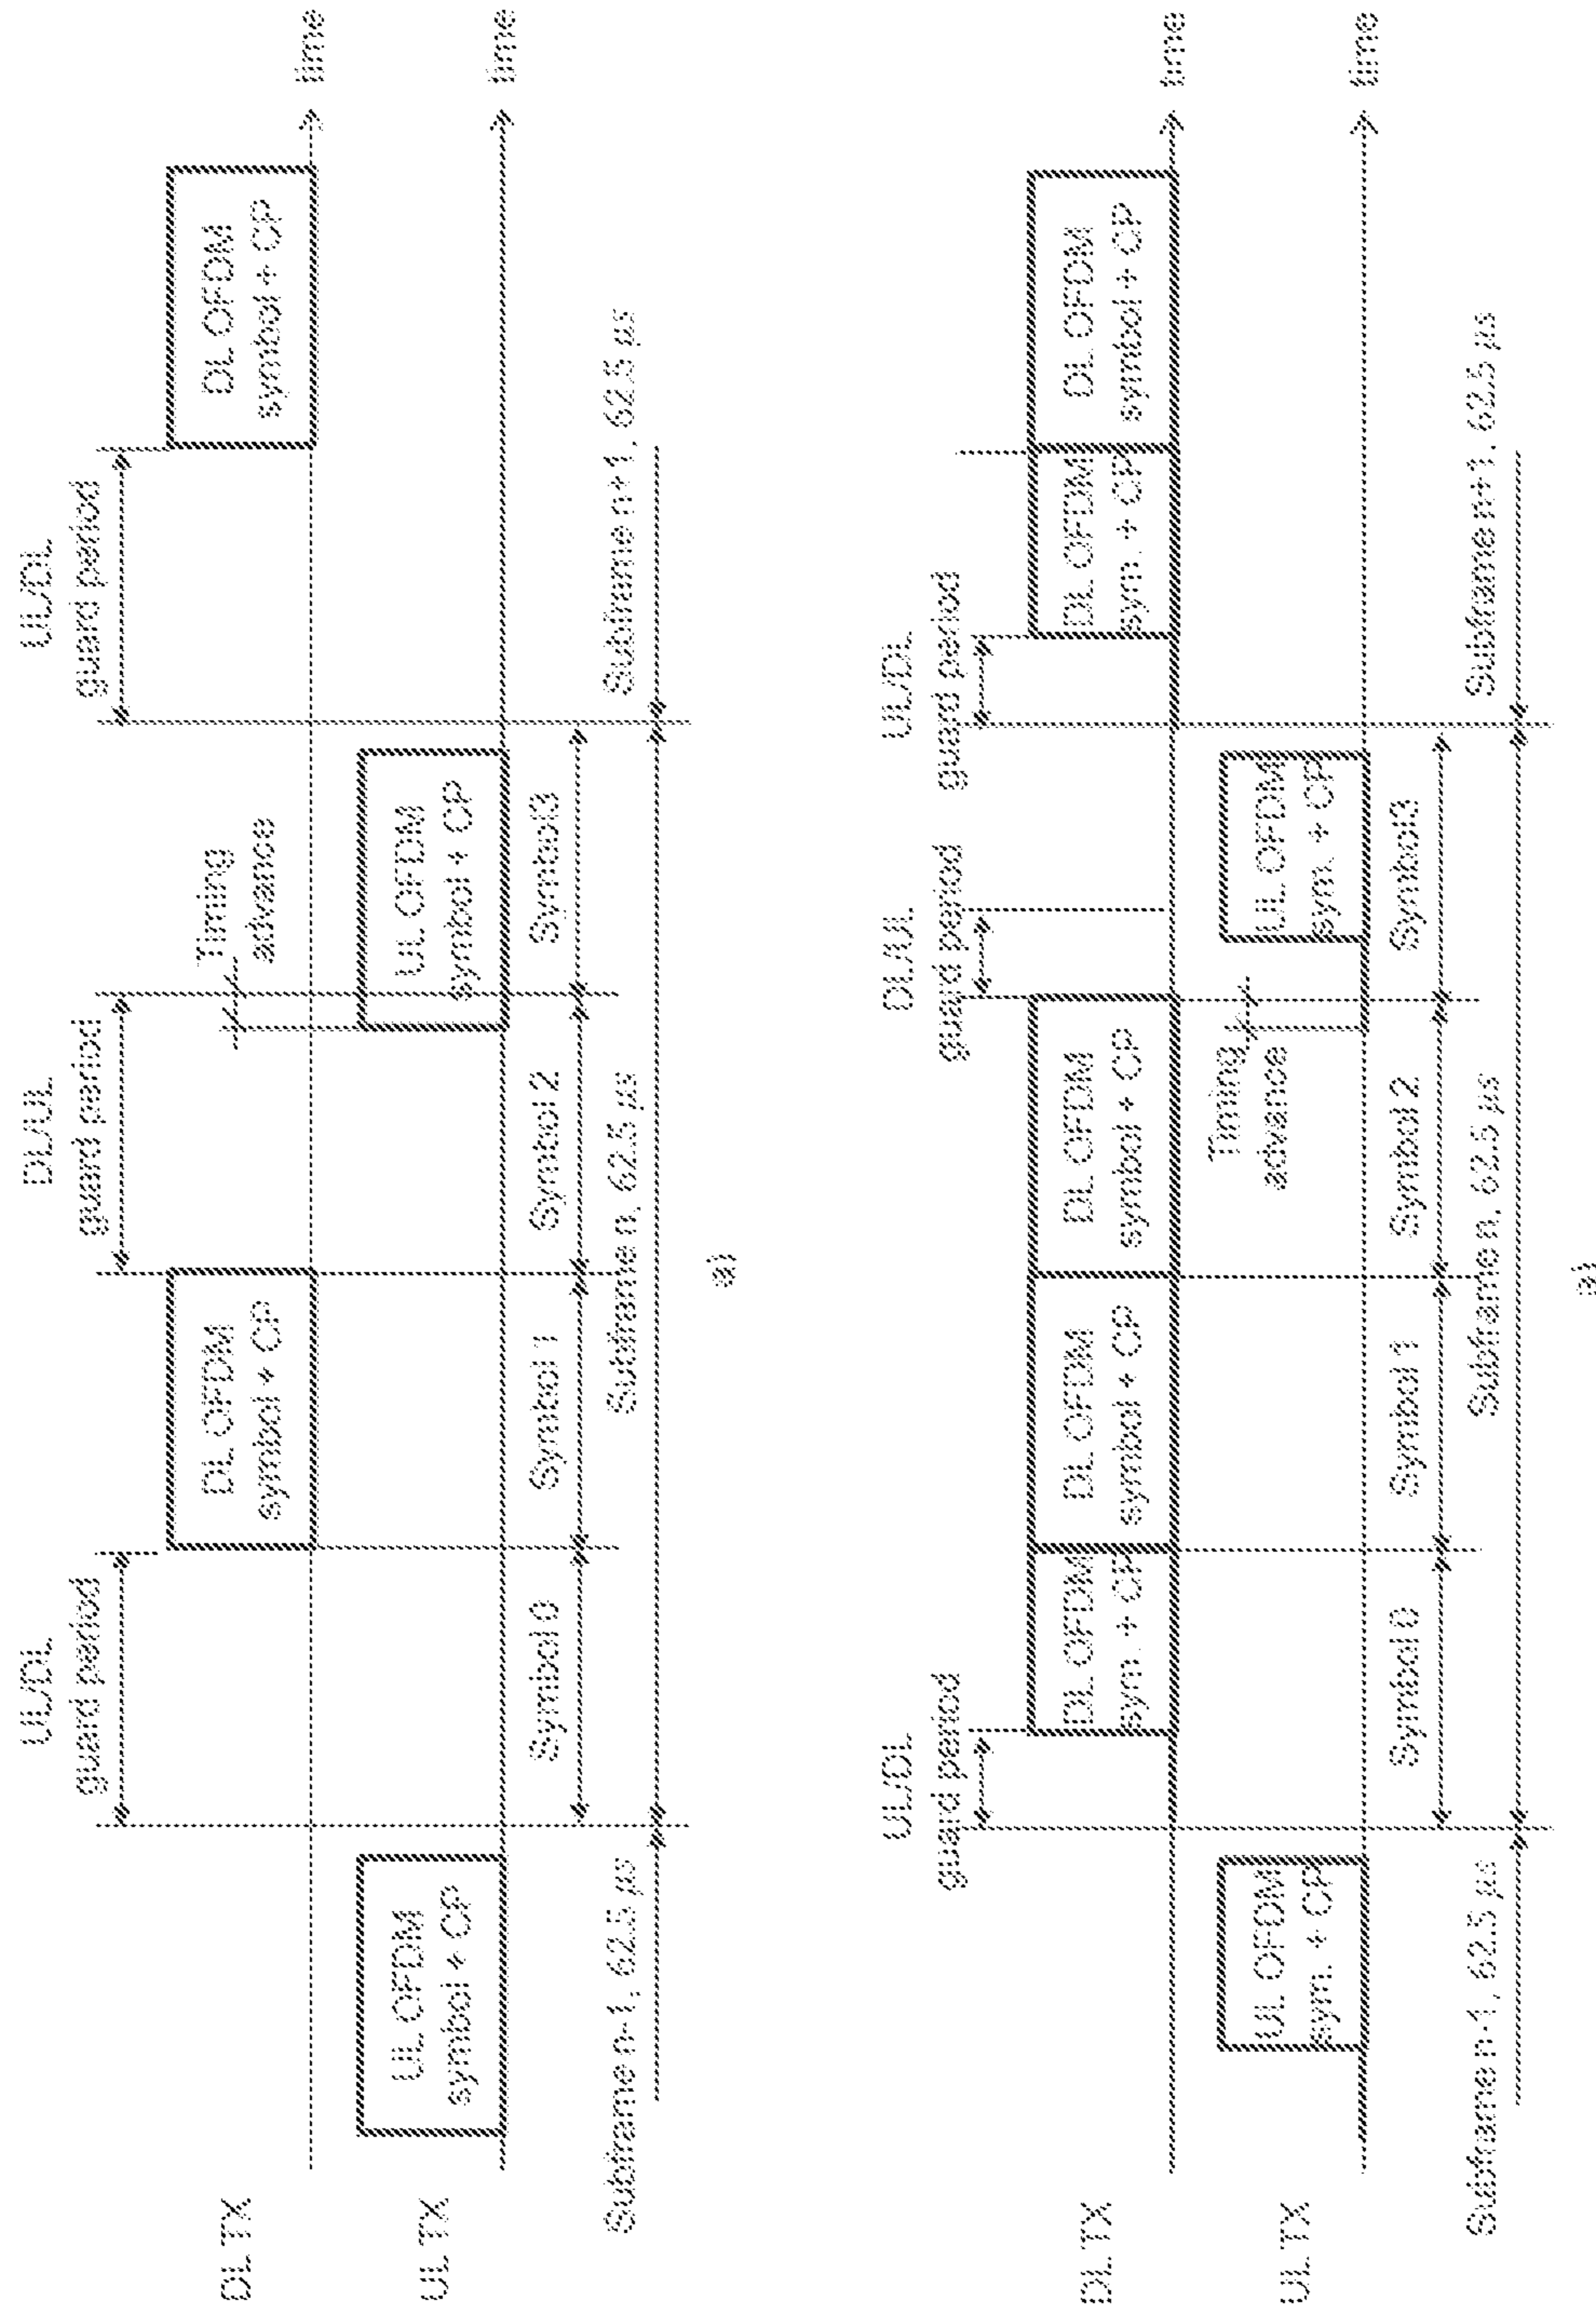 UL/DL
guard period
DL/UL
guard period
UL/DL
guard period
Timing
advance
DL TX
DL OFDM
symbol + CP
DL OFDM
symbol + CP
time
UL TX
UL OFDM
symbol + CP
UL OFDM
symbol + CP
time
Symbol 0
Symbol 1
Symbol 2
Symbol3
Subframe n-1, 62.5 µs
Subframe n, 62.5 µs
Subframe n+1, 62.5 µs
a)
UL/DL
guard period
DL/UL
guard period
UL/DL
guard period
DL TX
DL OFDM
sym. + CP
DL OFDM
symbol + CP
DL OFDM
symbol + CP
DL OFDM
sym. + CP
DL OFDM
symbol + CP
time
Timing
advance
UL TX
UL OFDM
sym. + CP
UL OFDM
sym. + CP
time
Symbol 0
Symbol 1
Symbol 2
Symbol3
Subframe n-1, 62.5 µs
Subframe n, 62.5 µs
Subframe n+1, 62.5 µs
a)